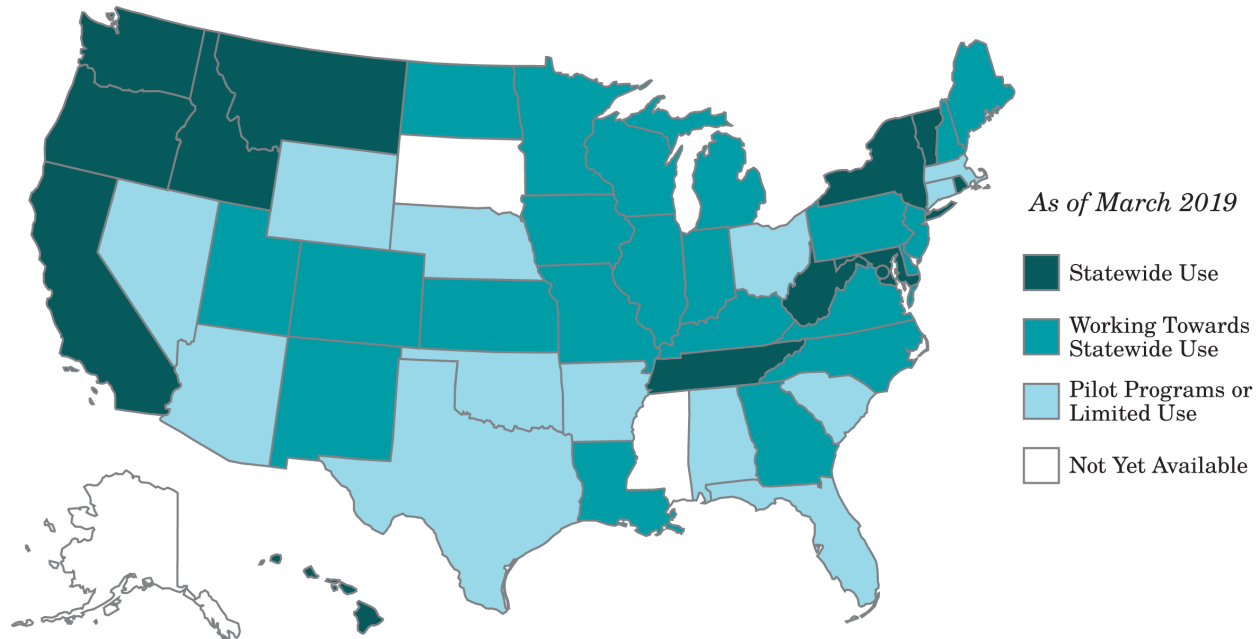 As of March 2019
Statewide Use
Working Towards
Statewide Use
Pilot Programs or
Limited Use
Not Yet Available